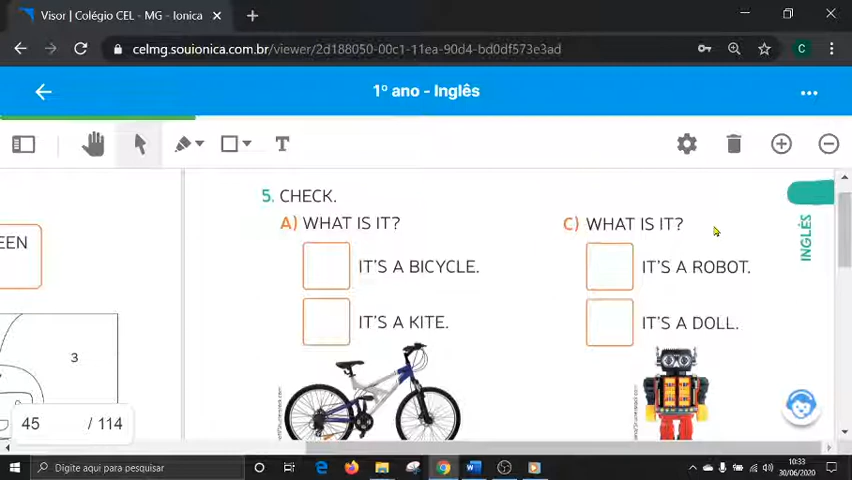 Visor | Colégio CEL - MG - Ionica
celmg.souionica.com.br/viewer/2d188050-00c1-11ea-90d4-bd0df573e3ad
C
1º ano - Inglês
EEN
3
5. CHECK.
A) WHAT IS IT?
IT'S A BICYCLE.
IT'S A KITE.
C) WHAT IS IT?
IT'S A ROBOT.
IT'S A DOLL.
INGLÊS
45 / 114
Digite aqui para pesquisar
10:33
30/06/2020